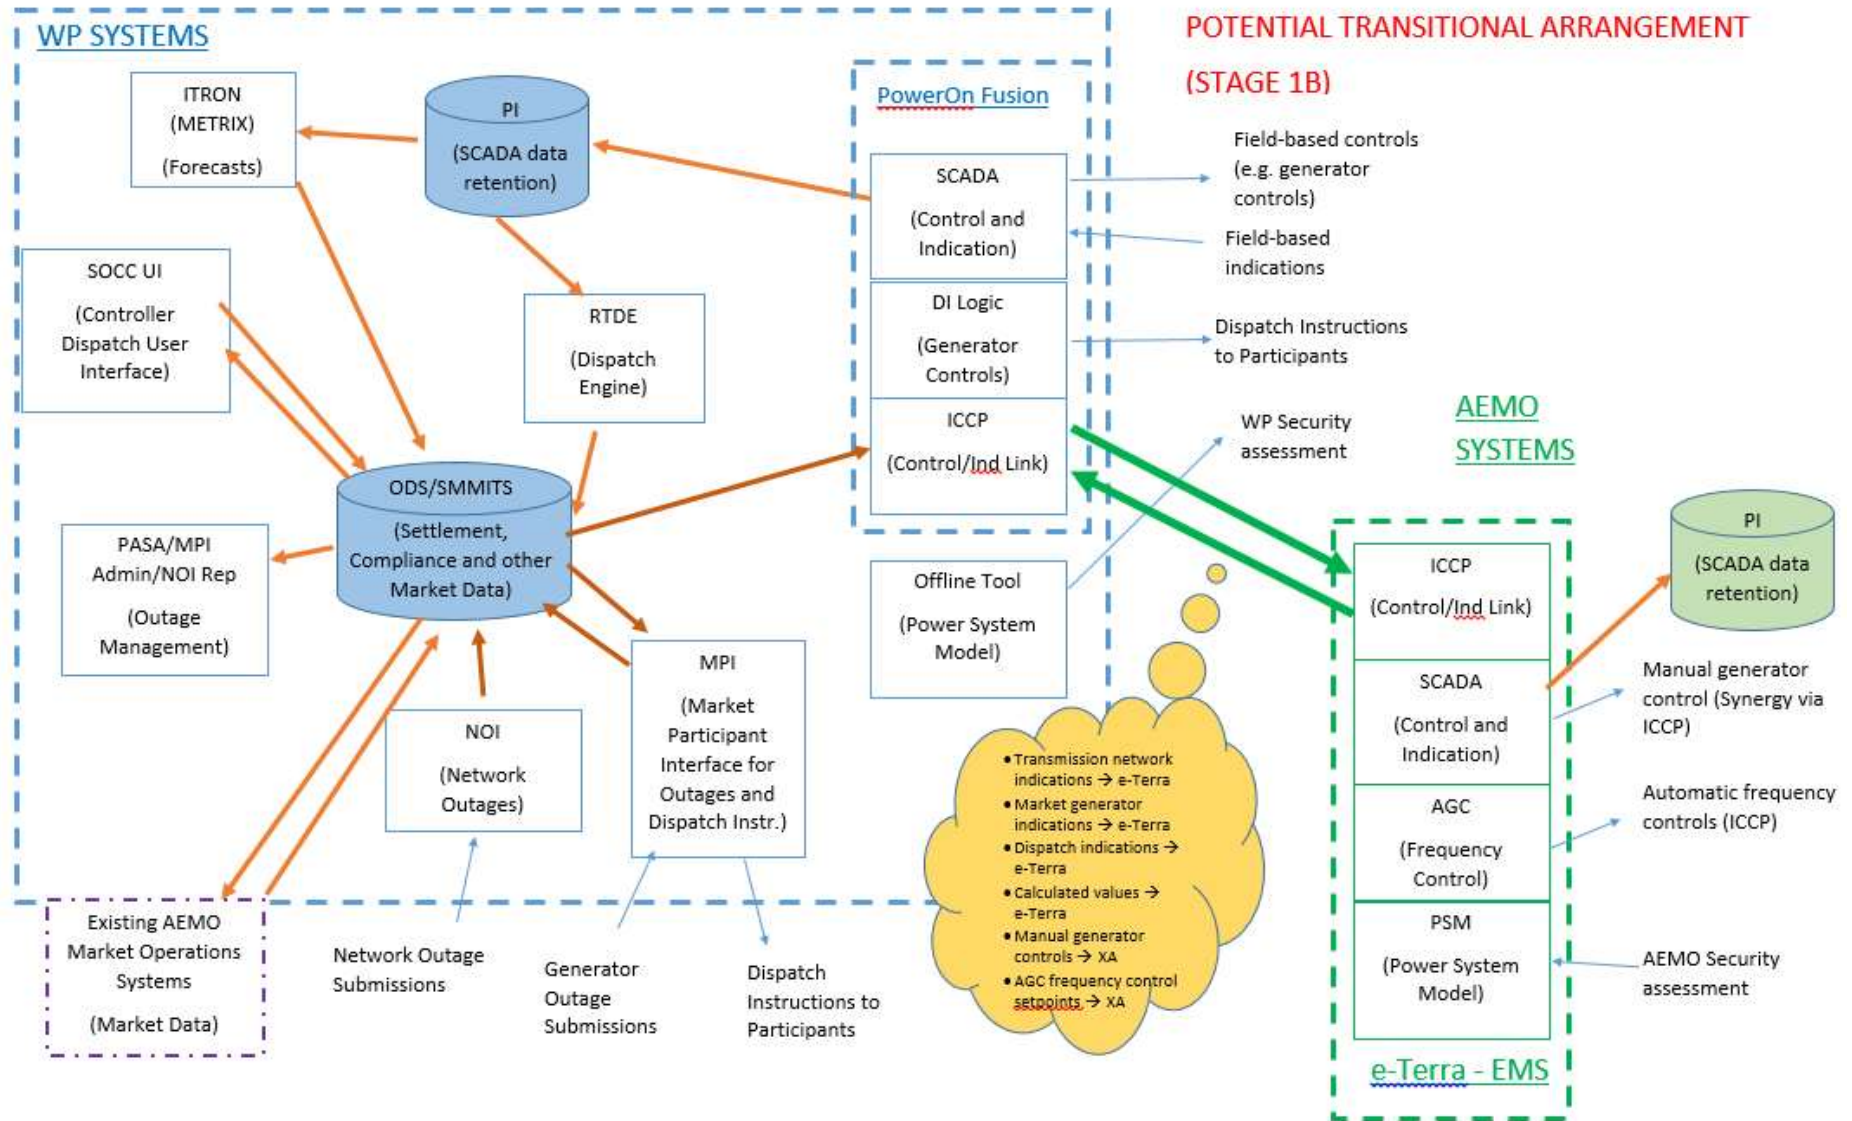 WP SYSTEMS
POTENTIAL TRANSITIONAL ARRANGEMENT
(STAGE 1B)
ITRON
(METRIX)
(Forecasts)
PI
(SCADA data
retention)
PowerOn Fusion
SCADA
(Control and
Indication)
DI Logic
(Generator
Controls)
ICCP
(Control/Ind Link)
Field-based controls
(e.g. generator
controls)
Field-based
indications
Dispatch Instructions
to Participants
SOCC UI
(Controller
Dispatch User
Interface)
RTDE
(Dispatch
Engine)
WP Security
assessment
AEMO
SYSTEMS
ODS/SMMITS
(Settlement,
Compliance and other
Market Data)
PASA/MPI
Admin/NOI Rep
(Outage
Management)
Offline Tool
(Power System
Model)
NOI
(Network
Outages)
MPI
(Market
Participant
Interface for
Outages and
Dispatch Instr.)
ICCP
(Control/Ind Link)
SCADA
(Control and
Indication)
AGC
(Frequency
Control)
PSM
(Power System
Model)
e-Terra - EMS
PI
(SCADA data
retention)
Manual generator
control (Synergy via
ICCP)
Automatic frequency
controls (ICCP)
AEMO Security
assessment
• Transmission network
indications → e-Terra
• Market generator
indications → e-Terra
• Dispatch indications →
e-Terra
• Calculated values →
e-Terra
• Manual generator
controls → XA
• AGC frequency control
setpoints → XA
Existing AEMO
Market Operations
Systems
(Market Data)
Network Outage
Submissions
Generator
Outage
Submissions
Dispatch
Instructions to
Participants